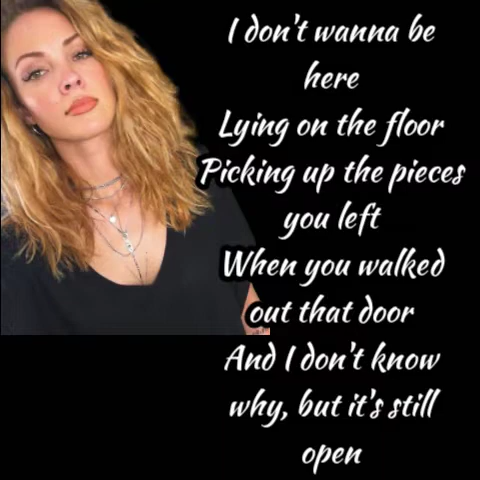 I don't wanna be
here
Lying on the floor
Picking up the pieces
you left
When you walked
out that door
And I don't know
why, but it's still
open